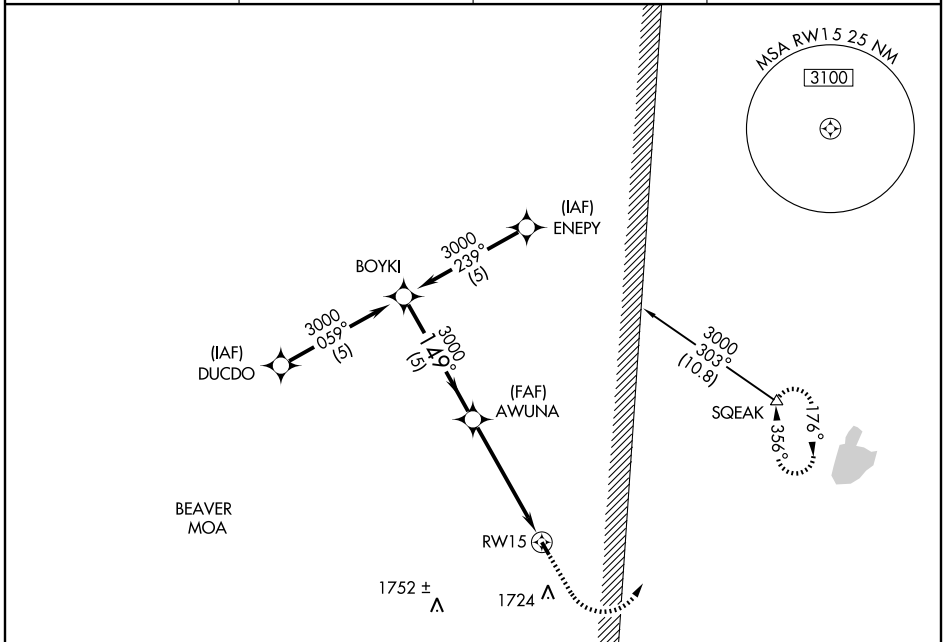 MSA RW15 25 NM
3100
(IAF)
ENEPY
3000
239°
(5)
BOYKI
3000
059°
(5)
(IAF)
DUCDO
3000
149°
(5)
(FAF)
AWUNA
3000
303°
(10.8)
SQEAK
356°
176°
BEAVER
MOA
RW15
1752 ±
1724